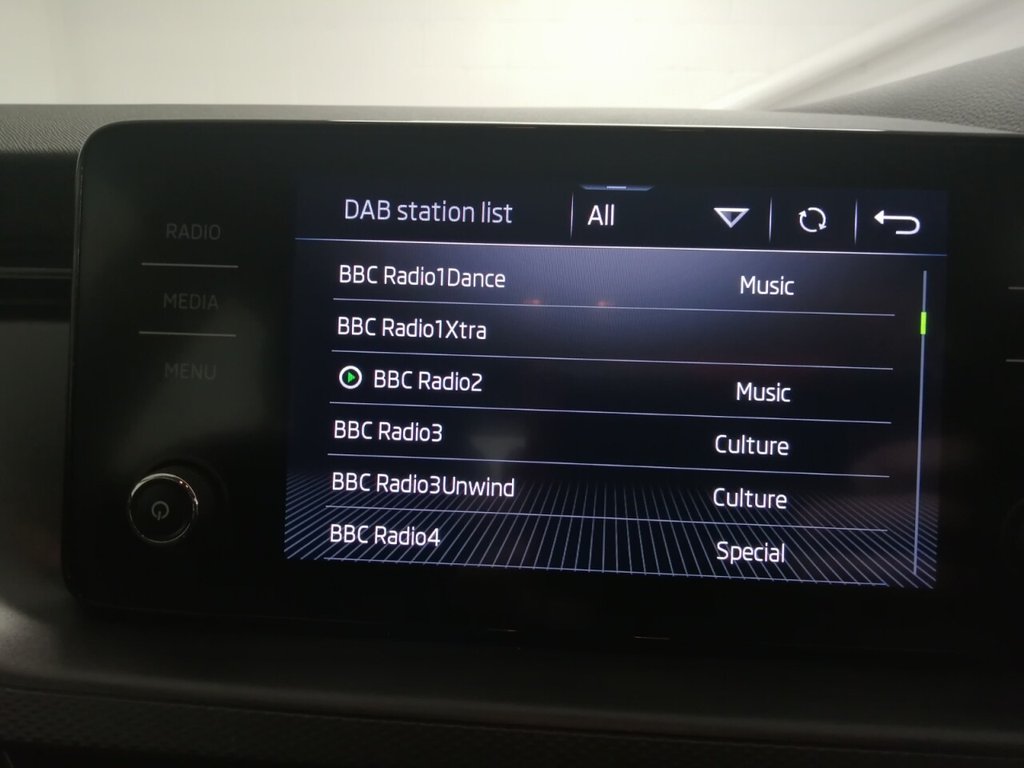 DAB station list All
RADIO
BBC Radio1Dance Music
MEDIA
BBC Radio1Xtra
MENU
BBC Radio2 Music
BBC Radio3 Culture
BBC Radio3Unwind Culture
BBC Radio4 Special